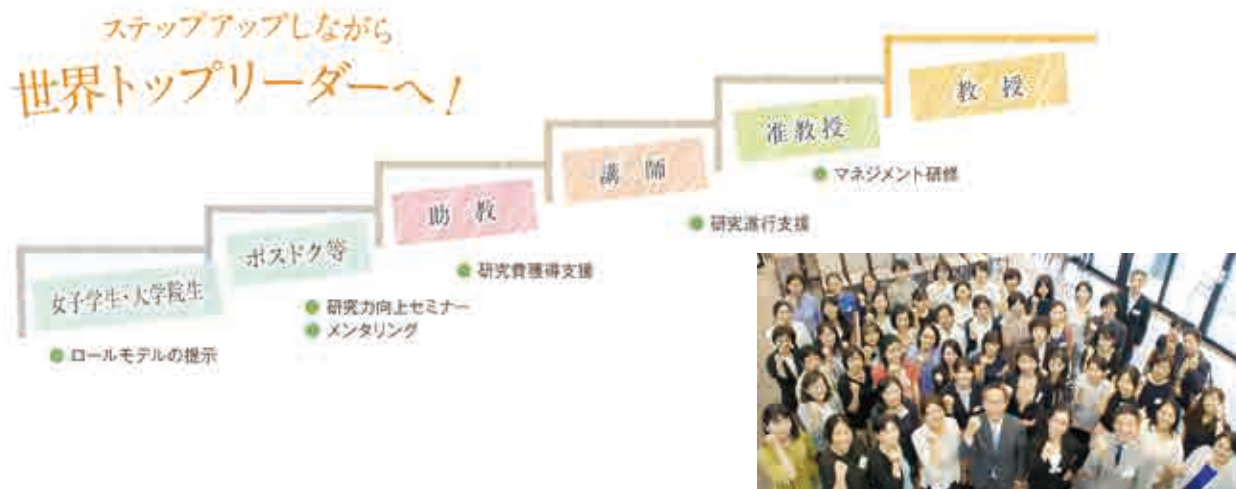 ステップアップしながら
世界トップリーダーへ!
女子学生・大学院生
● ロールモデルの提示
ポスドク等
● 研究力向上セミナー
● メンタリング
助 教
● 研究費獲得支援
講 師
● 研究進行支援
准教授
● マネジメント研修
教 授